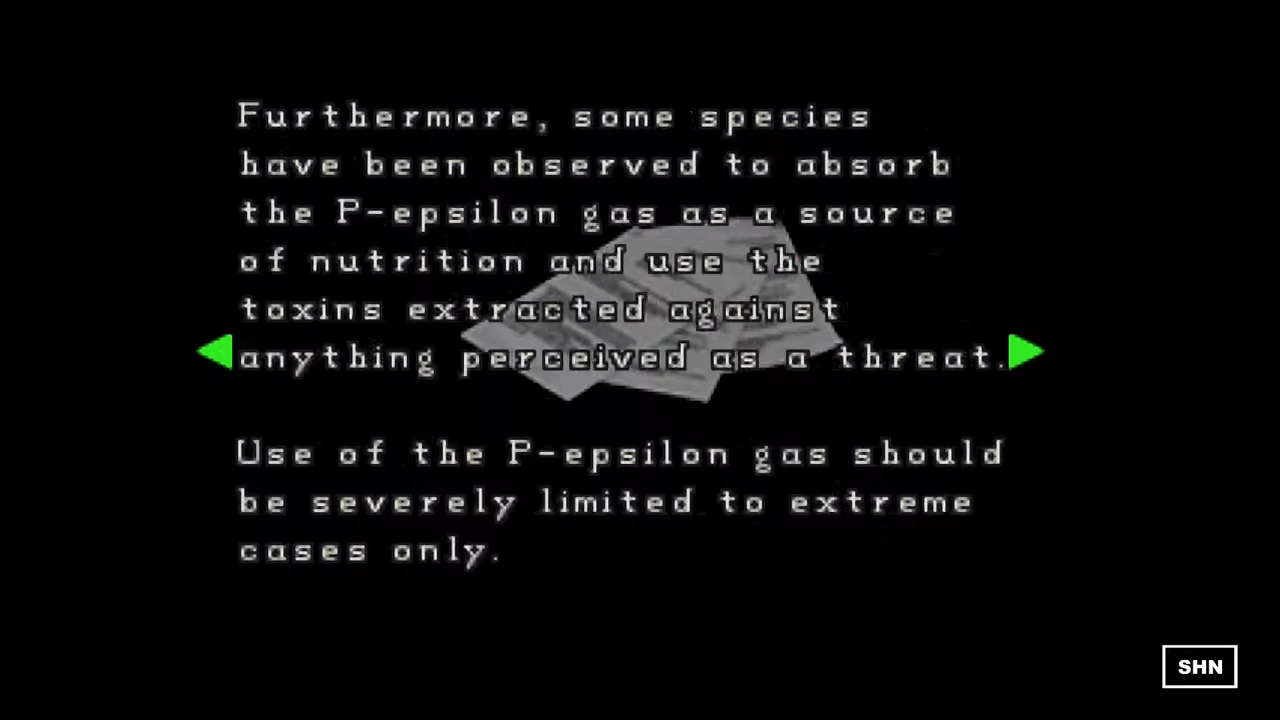 Furthermore, some species
have been observed to absorb
the P-epsilon gas as a source
of nutrition and use the
toxins extracted against
anything perceived as a threat.
Use of the P-epsilon gas should
be severely limited to extreme
cases only.
SHN